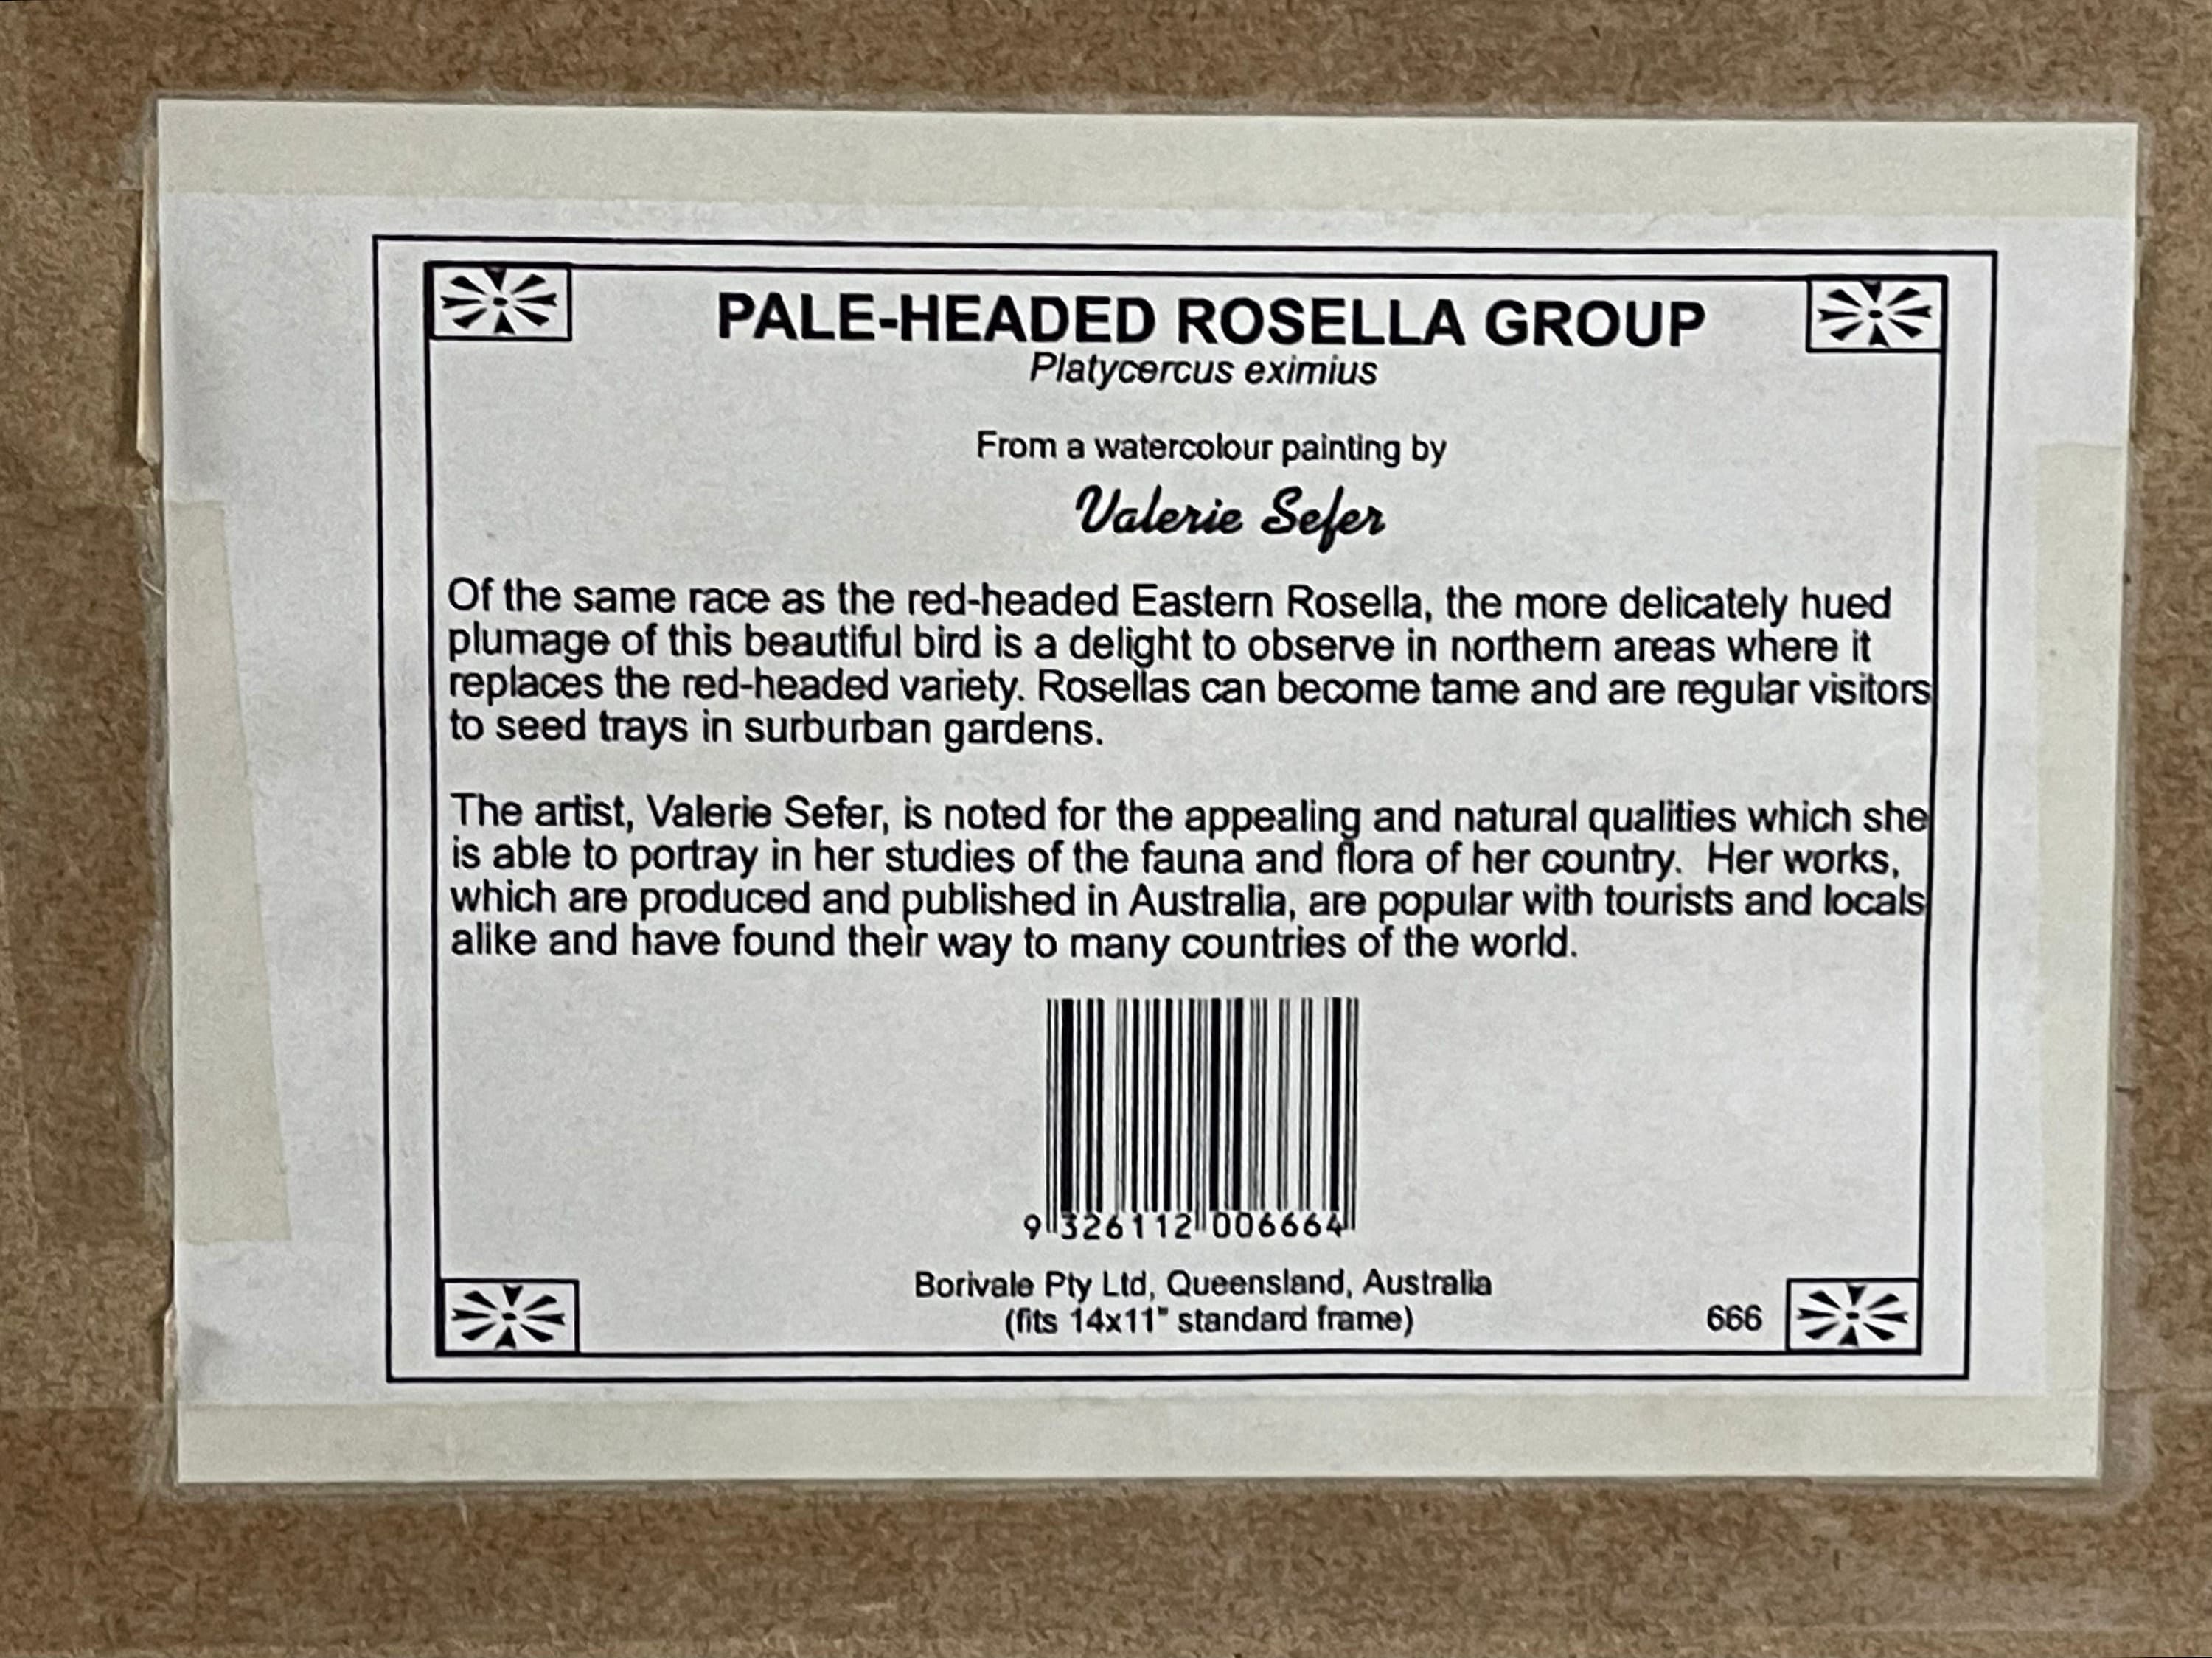 PALE-HEADED ROSELLA GROUP
Platycercus eximius
From a watercolour painting by
Valerie Sefer
Of the same race as the red-headed Eastern Rosella, the more delicately hued
plumage of this beautiful bird is a delight to observe in northern areas where it
replaces the red-headed variety. Rosellas can become tame and are regular visitors
to seed trays in surburban gardens.
The artist, Valerie Sefer, is noted for the appealing and natural qualities which she
is able to portray in her studies of the fauna and flora of her country.  Her works,
which are produced and published in Australia, are popular with tourists and locals
alike and have found their way to many countries of the world.
9 326112 006664
Borivale Pty Ltd, Queensland, Australia
(fits 14x11" standard frame)
666